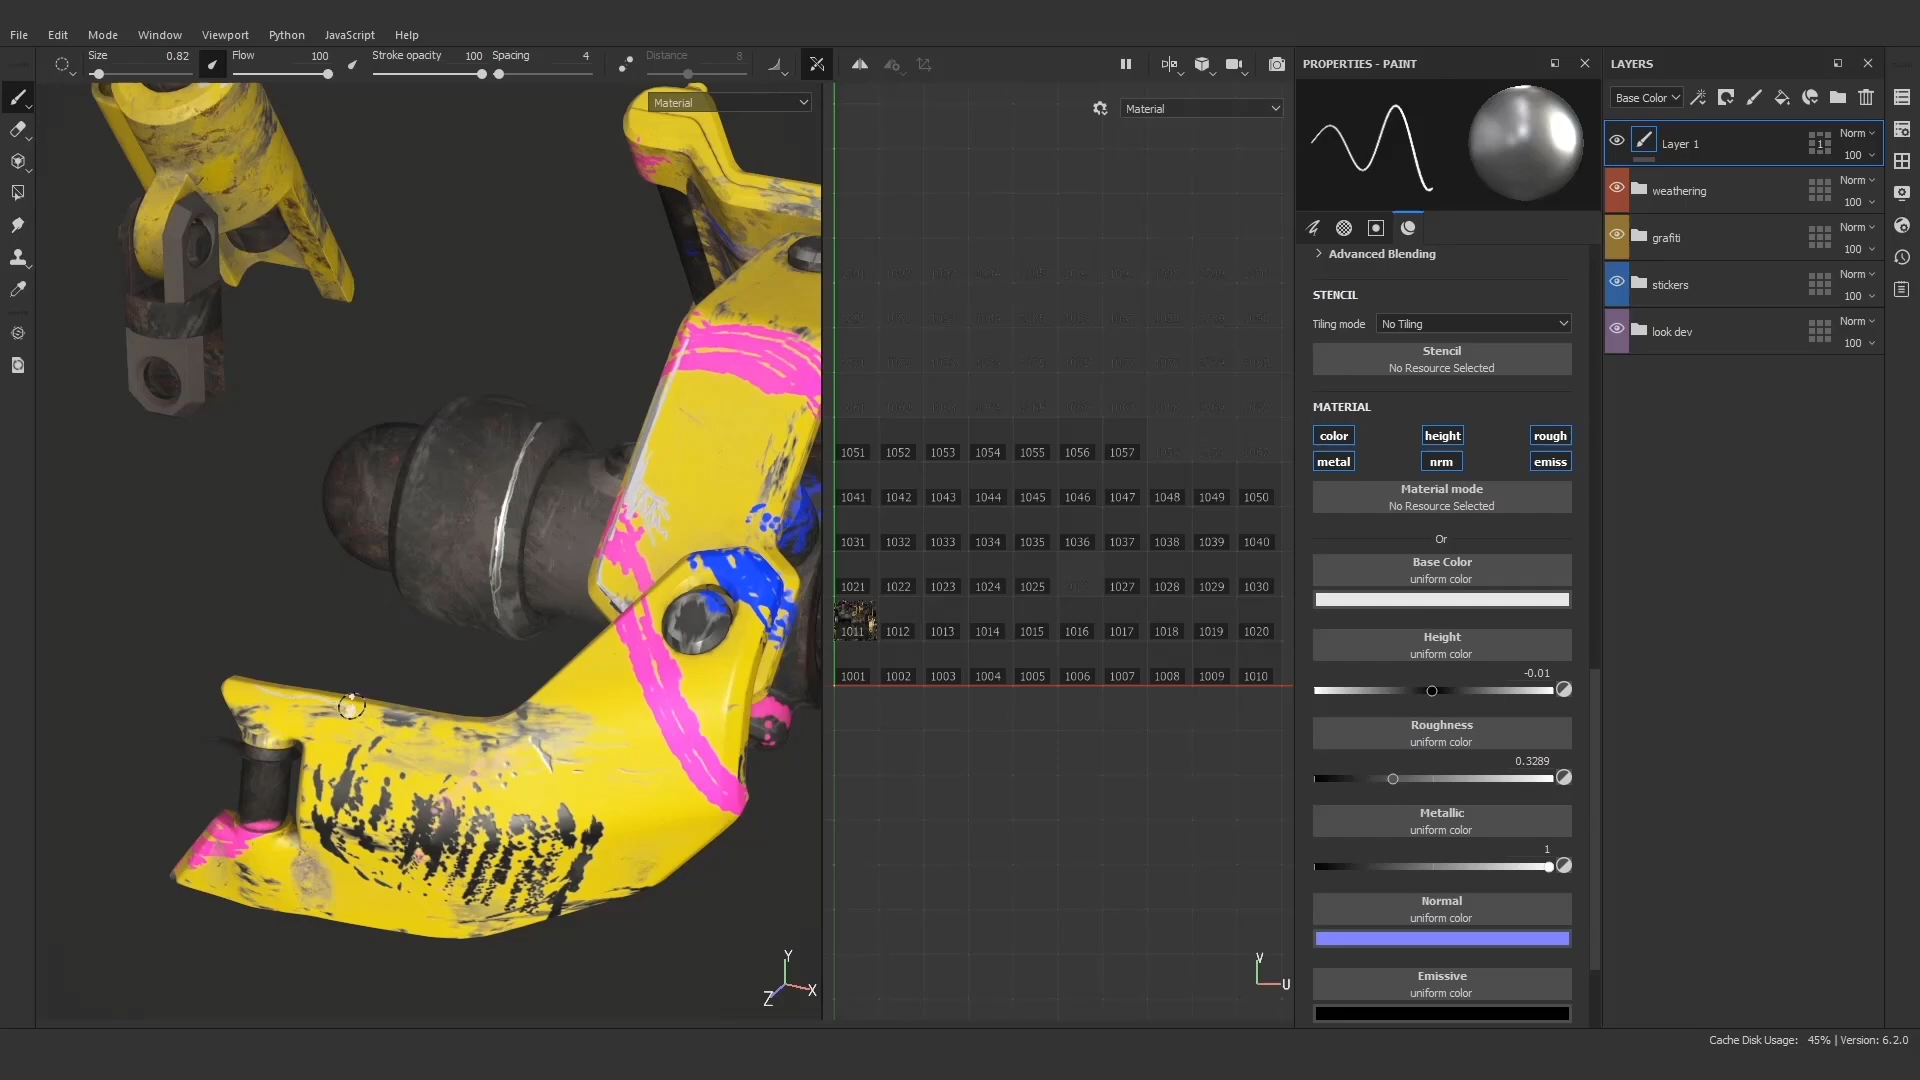 File Edit Mode Window Viewport Python JavaScript Help
Size 0.82 Flow 100 Stroke opacity 100 Spacing 4 Distance 8
Material
Material
1051 1052 1053 1054 1055 1056 1057
1041 1042 1043 1044 1045 1046 1047 1048 1049 1050
1031 1032 1033 1034 1035 1036 1037 1038 1039 1040
1021 1022 1023 1024 1025 1027 1028 1029 1030
1011 1012 1013 1014 1015 1016 1017 1018 1019 1020
1001 1002 1003 1004 1005 1006 1007 1008 1009 1010
Y
Z X
V
U
PROPERTIES - PAINT
Advanced Blending
STENCIL
Tiling mode No Tiling
Stencil
No Resource Selected
MATERIAL
color height rough
metal nrm emiss
Material mode
No Resource Selected
Or
Base Color
uniform color
Height
uniform color
-0.01
Roughness
uniform color
0.3289
Metallic
uniform color
1
Normal
uniform color
Emissive
uniform color
LAYERS
Base Color
Layer 1 1 Norm
100
weathering Norm
100
grafiti Norm
100
stickers Norm
100
look dev Norm
100
Cache Disk Usage: 45% | Version: 6.2.0